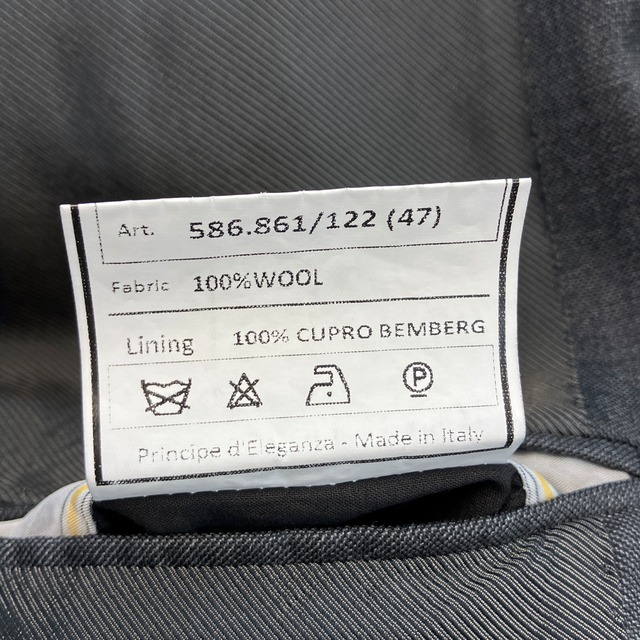 Art. 586.861/122 (47)
Fabric 100%WOOL
Lining 100% CUPRO BEMBERG
P
Principe d'Eleganza - Made in Italy